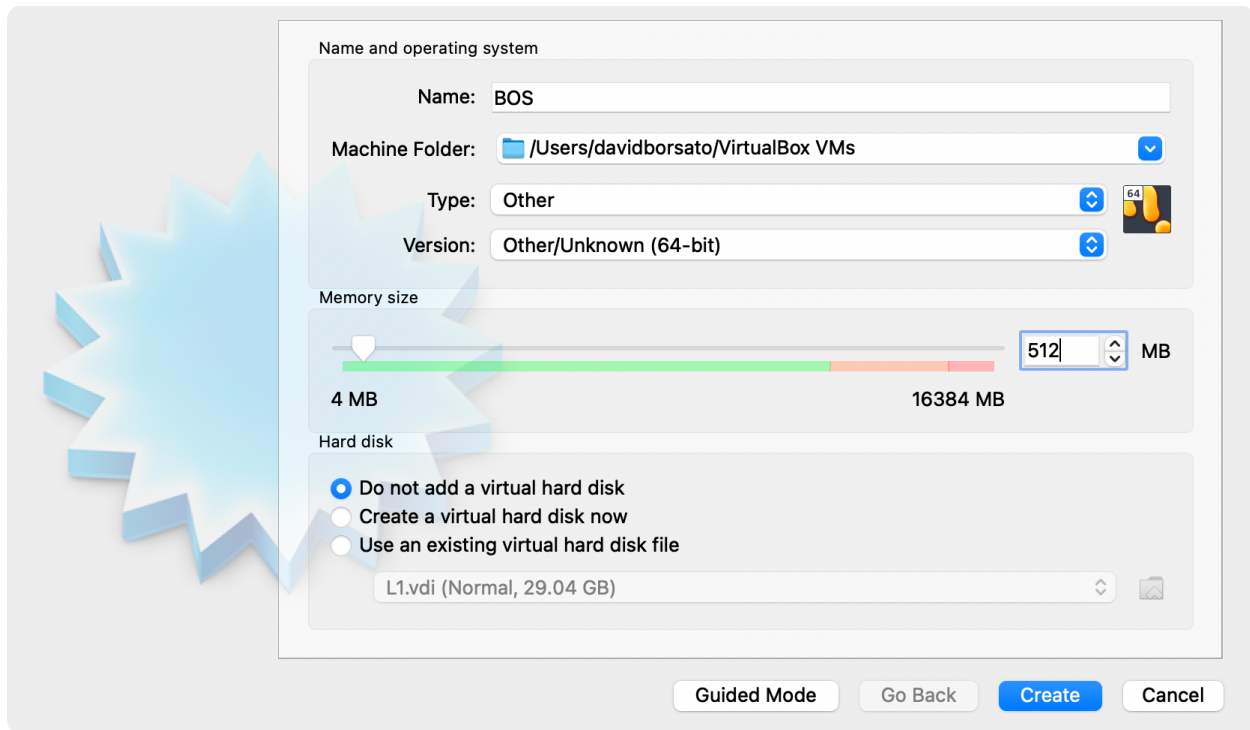 Name and operating system
Name: BOS
Machine Folder: /Users/davidborsato/VirtualBox VMs
Type: Other
64
Version: Other/Unknown (64-bit)
Memory size
512 MB
4 MB 16384 MB
Hard disk
Do not add a virtual hard disk
Create a virtual hard disk now
Use an existing virtual hard disk file
L1.vdi (Normal, 29.04 GB)
Guided Mode Go Back Create Cancel